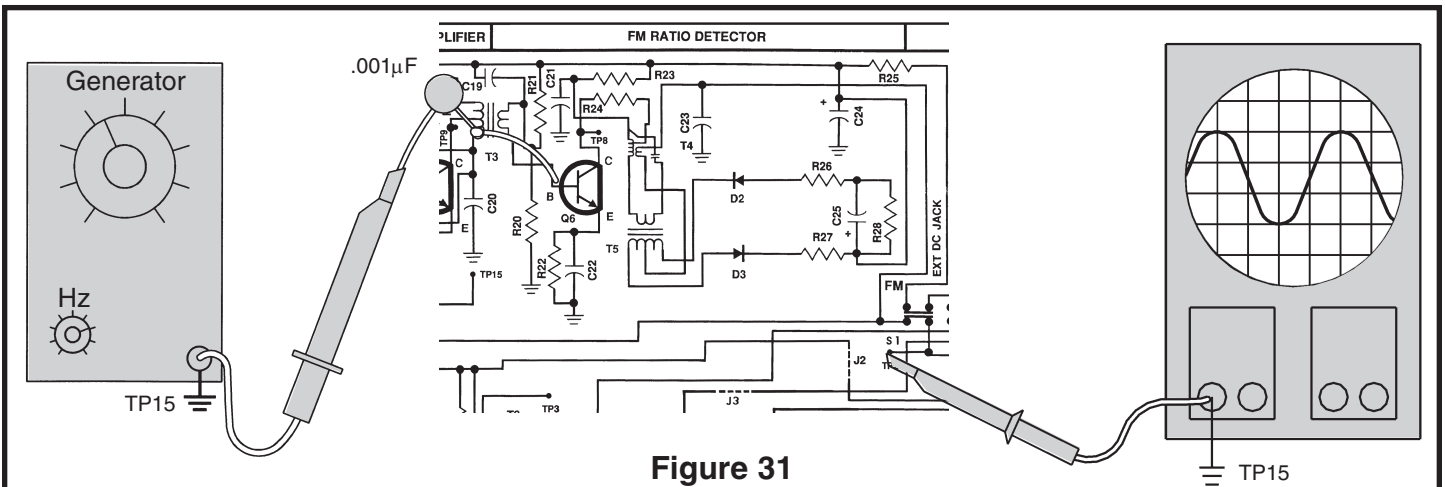 PLIFIER
FM RATIO DETECTOR
Generator
.001µF
C19
R21
C21
R23
R25
R24
TP9
TP8
C23
C24
T4
T3
C
C
B
E
Q6
C20
R20
E
R22
C22
T5
D2
D3
R26
R27
C25
R28
EXT DC JACK
TP15
FM
Hz
S1
J2
TP15
TP3
J3
Figure 31
TP15
+
+